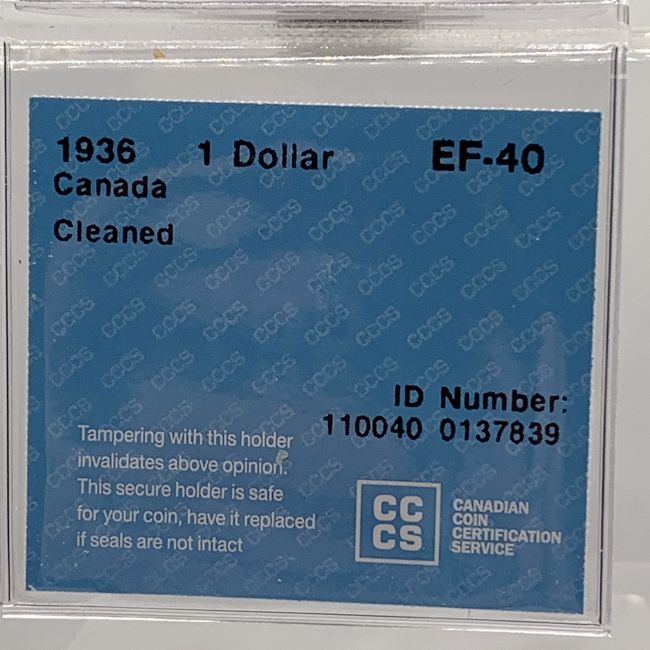 1936 1 Dollar EF-40
Canada
Cleaned
ID Number:
110040 0137839
Tampering with this holder
invalidates above opinion.
This secure holder is safe
for your coin, have it replaced
if seals are not intact
CC
CS
CANADIAN
COIN
CERTIFICATION
SERVICE